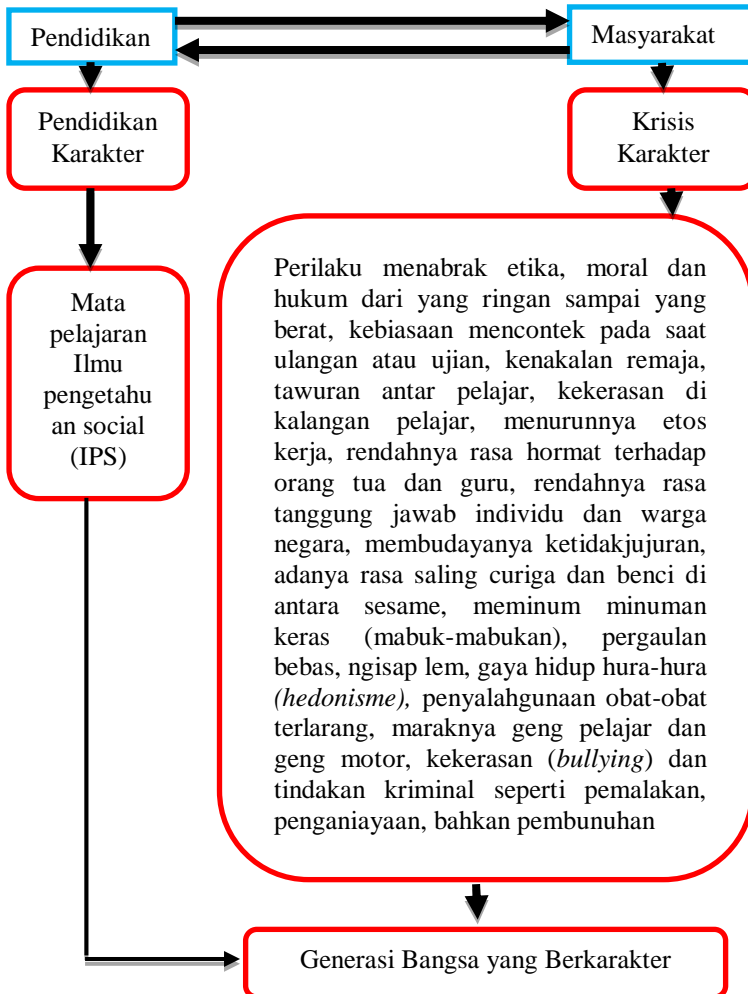 Pendidikan
Masyarakat
Pendidikan
Karakter
Krisis
Karakter
Mata
pelajaran
Ilmu
pengetahu
an social
(IPS)
Perilaku menabrak etika, moral dan
hukum dari yang ringan sampai yang
berat, kebiasaan mencontek pada saat
ulangan atau ujian, kenakalan remaja,
tawuran antar pelajar, kekerasan di
kalangan pelajar, menurunnya etos
kerja, rendahnya rasa hormat terhadap
orang tua dan guru, rendahnya rasa
tanggung jawab individu dan warga
negara, membudayanya ketidakjujuran,
adanya rasa saling curiga dan benci di
antara sesame, meminum minuman
keras (mabuk-mabukan), pergaulan
bebas, ngisap lem, gaya hidup hura-hura
(hedonisme), penyalahgunaan obat-obat
terlarang, maraknya geng pelajar dan
geng motor, kekerasan (bullying) dan
tindakan kriminal seperti pemalakan,
penganiayaan, bahkan pembunuhan
Generasi Bangsa yang Berkarakter